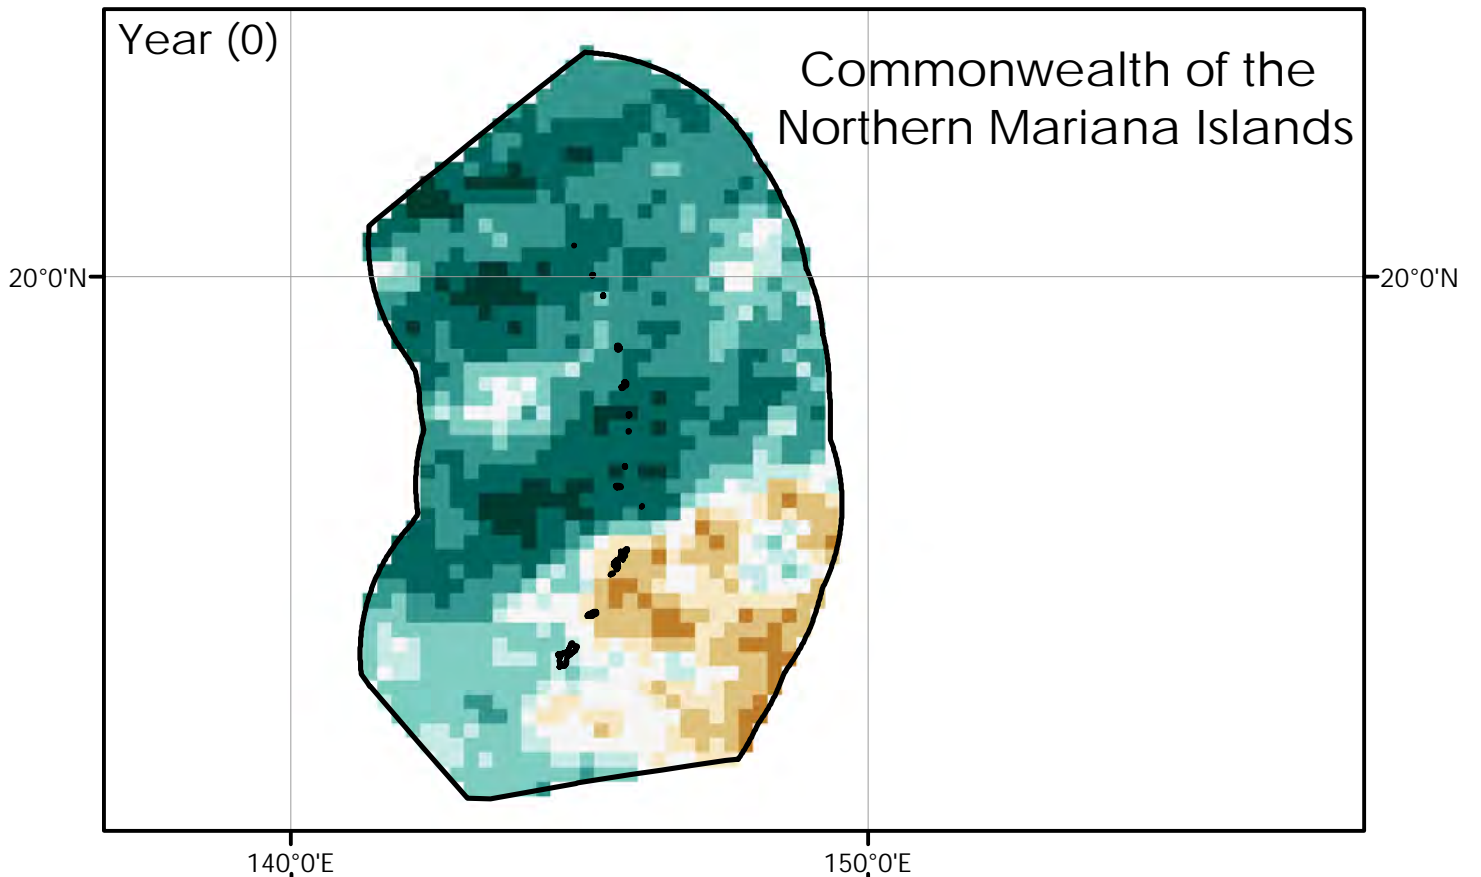 Year (0)
Commonwealth of the
Northern Mariana Islands
20°0'N
20°0'N
140°0'E
150°0'E